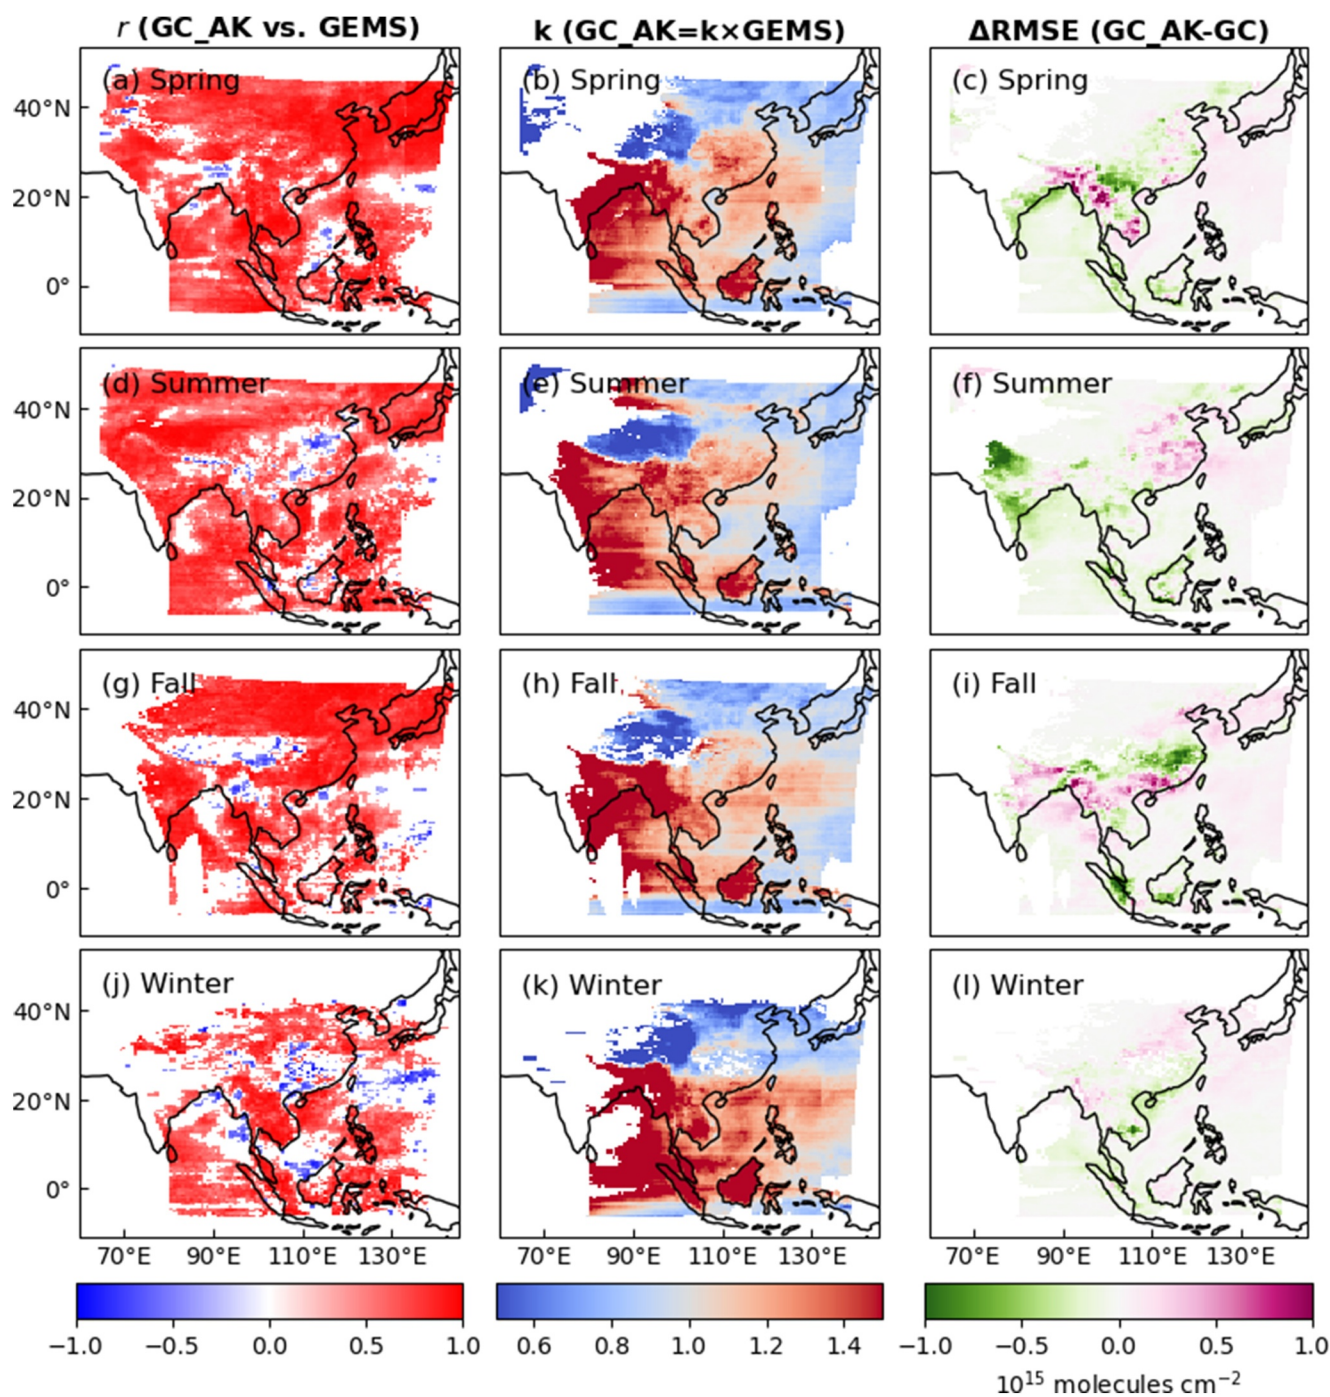 r (GC_AK vs. GEMS) k (GC_AK=k×GEMS) ΔRMSE (GC_AK-GC)
(a) Spring (b) Spring (c) Spring
40°N
20°N
0°
(d) Summer (e) Summer (f) Summer
40°N
20°N
0°
(g) Fall (h) Fall (i) Fall
40°N
20°N
0°
(j) Winter (k) Winter (l) Winter
40°N
20°N
0°
70°E 90°E 110°E 130°E 70°E 90°E 110°E 130°E 70°E 90°E 110°E 130°E
−1.0 −0.5 0.0 0.5 1.0 0.6 0.8 1.0 1.2 1.4 −1.0 −0.5 0.0 0.5 1.0
10¹⁵ molecules cm⁻²